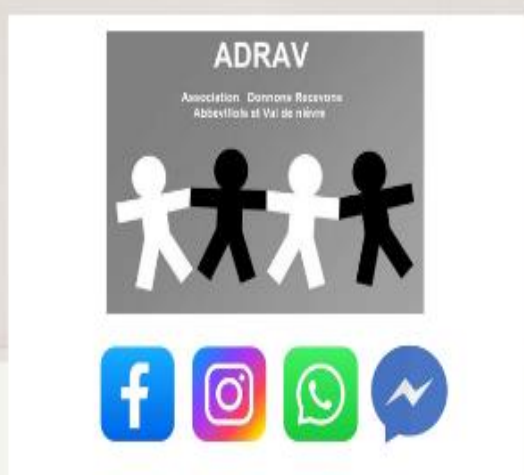 ADRAV
Association Donnons Recevons
Abbevillois et Val de nièvre